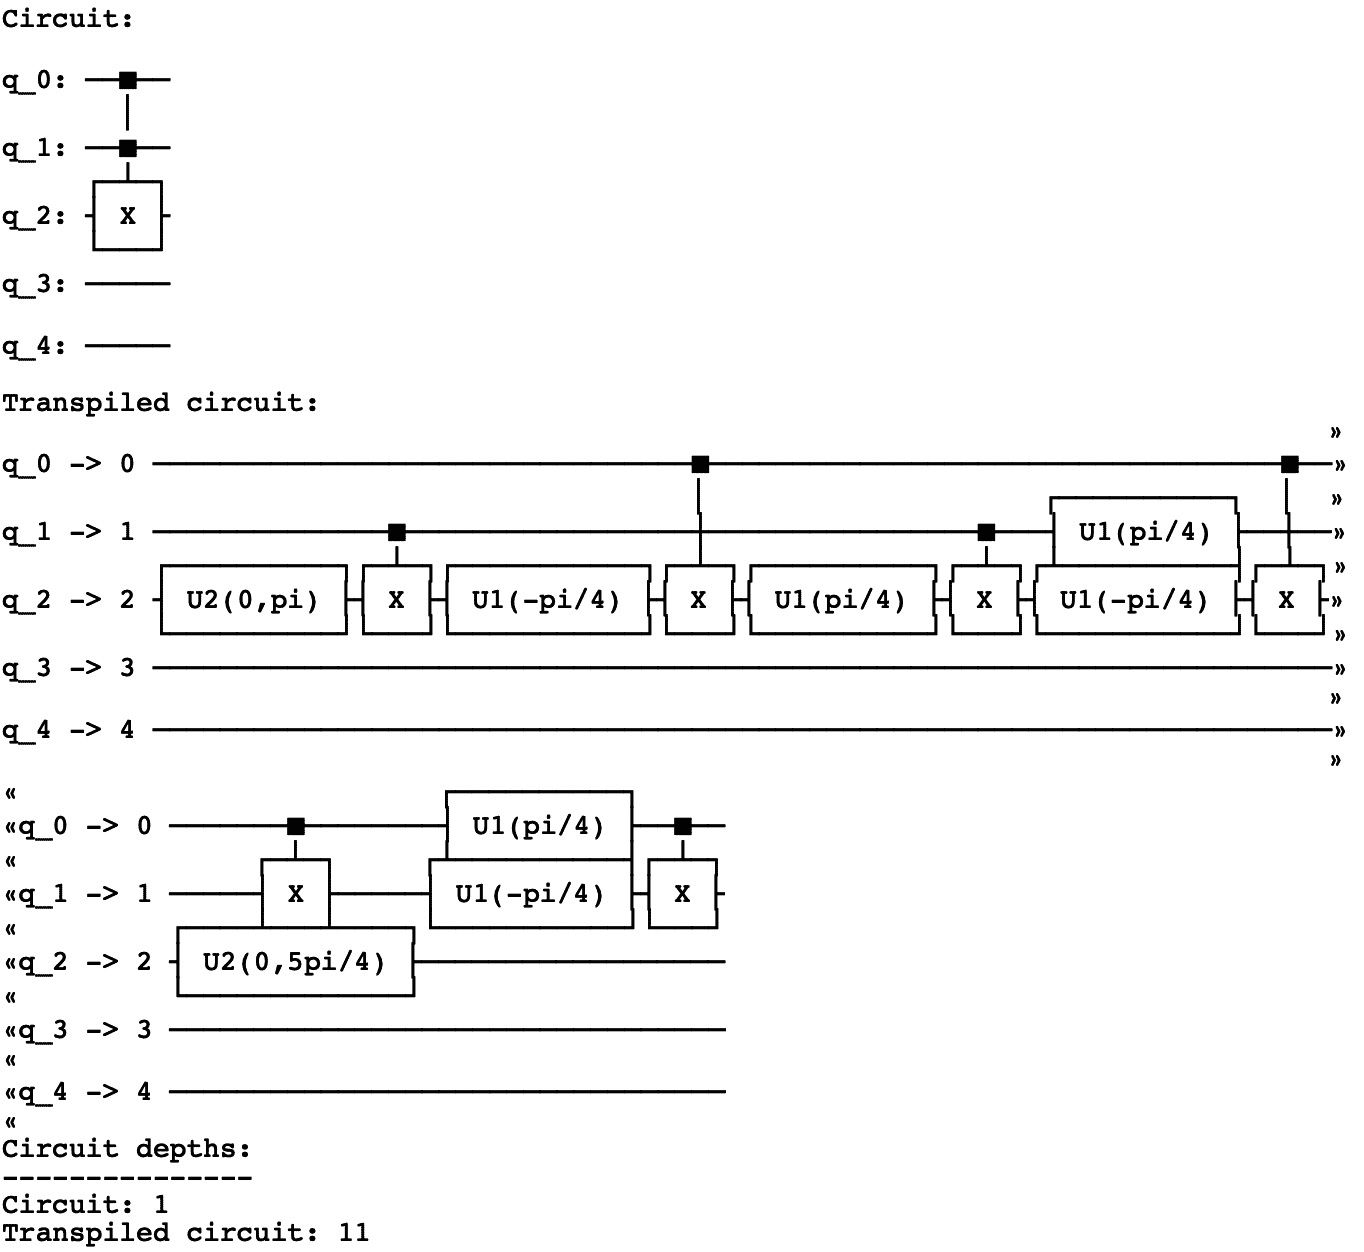 Circuit:
q_0:
q_1:
q_2: X
q_3:
q_4:
Transpiled circuit:
»
q_0 -> 0 »
»
q_1 -> 1 U1(pi/4) »
»
q_2 -> 2 U2(0,pi) X U1(-pi/4) X U1(pi/4) X U1(-pi/4) X »
»
q_3 -> 3 »
»
q_4 -> 4 »
»
«
«q_0 -> 0 U1(pi/4)
«
«q_1 -> 1 X U1(-pi/4) X
«
«q_2 -> 2 U2(0,5pi/4)
«
«q_3 -> 3
«
«q_4 -> 4
«
Circuit depths:
---------------
Circuit: 1
Transpiled circuit: 11